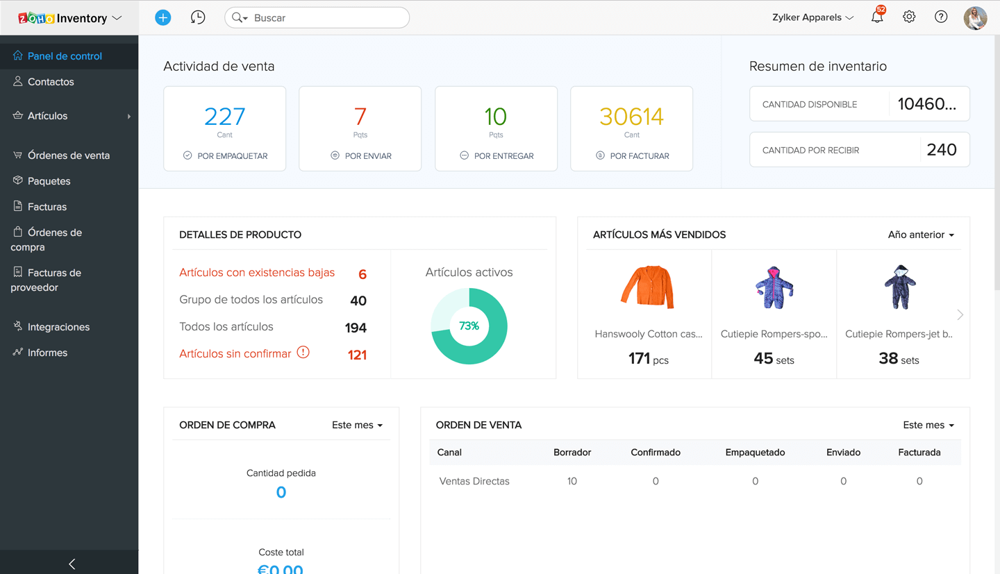 ZOHO Inventory
Buscar
Zylker Apparels
52
Panel de control
Contactos
Artículos
Órdenes de venta
Paquetes
Facturas
Órdenes de
compra
Facturas de
proveedor
Integraciones
Informes
Actividad de venta
227
Cant
POR EMPAQUETAR
7
Pqts
POR ENVIAR
10
Pqts
POR ENTREGAR
30614
Cant
POR FACTURAR
Resumen de inventario
CANTIDAD DISPONIBLE 10460...
CANTIDAD POR RECIBIR 240
DETALLES DE PRODUCTO
Artículos con existencias bajas 6
Grupo de todos los artículos 40
Todos los artículos 194
Artículos sin confirmar 121
Artículos activos
73%
ARTÍCULOS MÁS VENDIDOS
Año anterior
Hanswooly Cotton cas...
171 pcs
Cutiepie Rompers-spo...
45 sets
Cutiepie Rompers-jet b..
38 sets
ORDEN DE COMPRA
Este mes
Cantidad pedida
0
Coste total
€0.00
ORDEN DE VENTA
Este mes
Canal Borrador Confirmado Empaquetado Enviado Facturada
Ventas Directas 10 0 0 0 0